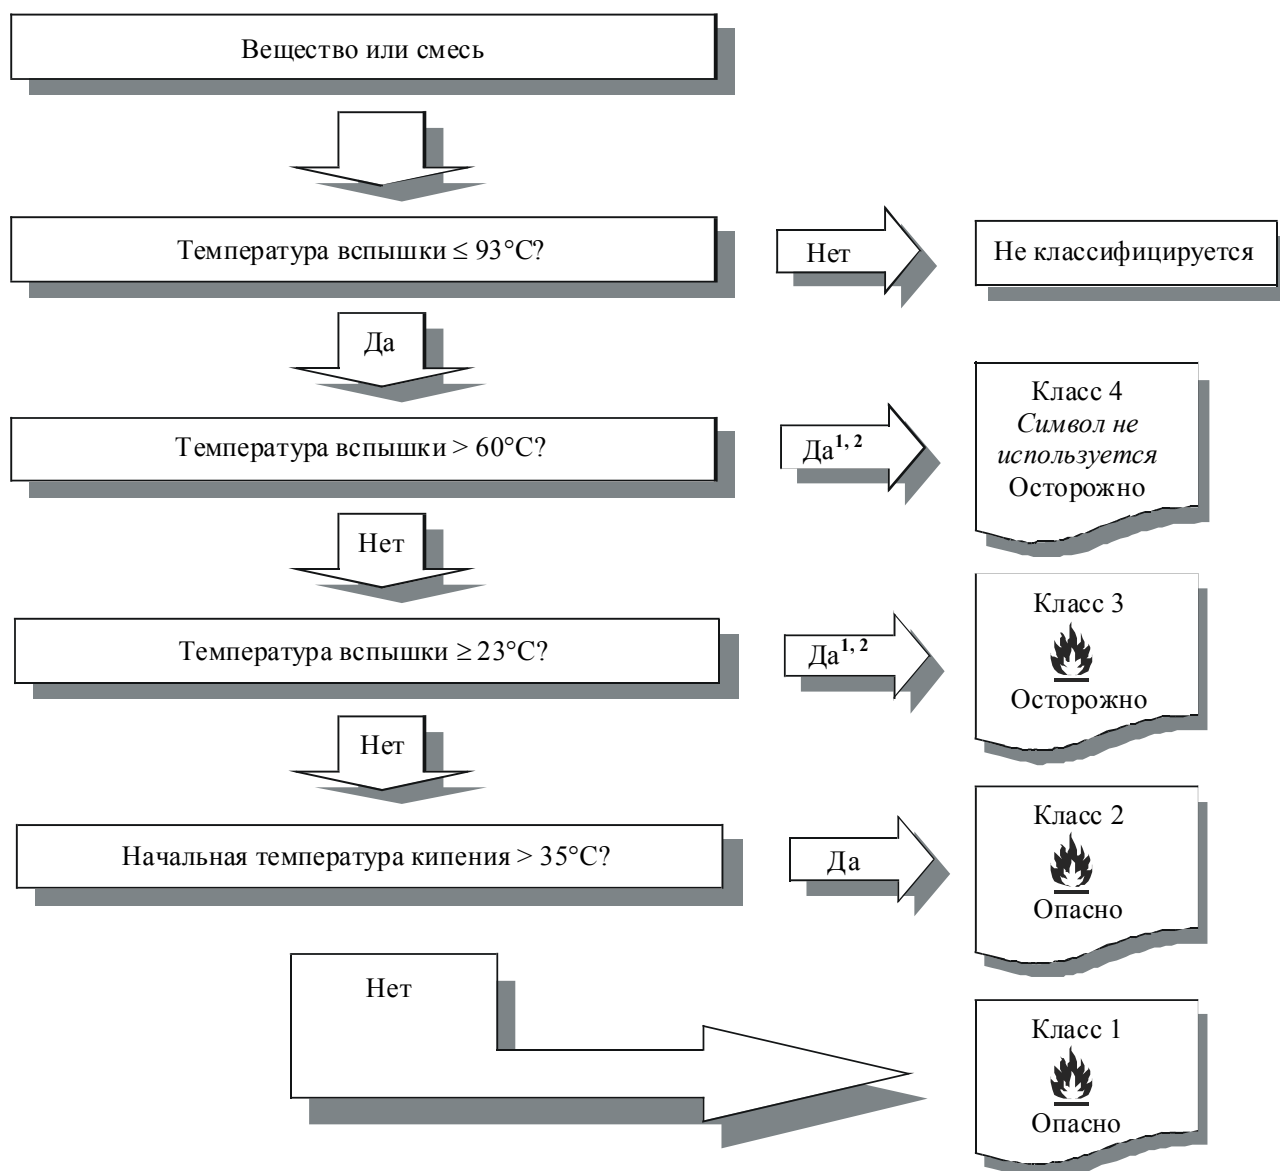 Вещество или смесь
Температура вспышки ≤ 93°C?
Нет
Не классифицируется
Да
Температура вспышки > 60°C?
Да1, 2
Класс 4
Символ не
используется
Осторожно
Нет
Температура вспышки ≥ 23°C?
Да1, 2
Класс 3
Осторожно
Нет
Начальная температура кипения > 35°C?
Да
Класс 2
Опасно
Нет
Класс 1
Опасно